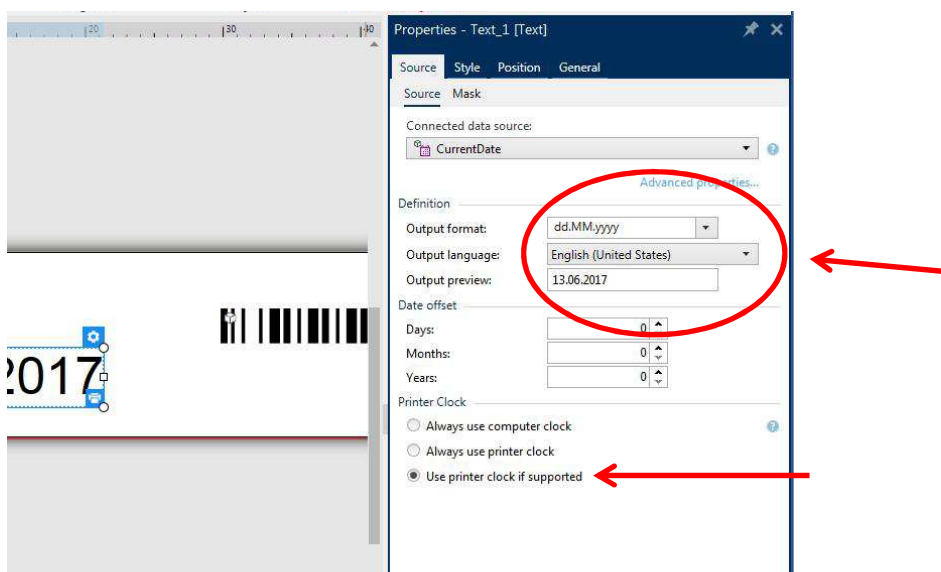 20 30 40
Properties - Text_1 [Text]
Source Style Position General
Source Mask
Connected data source:
CurrentDate
Advanced properties...
Definition
Output format: dd.MM.yyyy
Output language: English (United States)
Output preview: 13.06.2017
Date offset
Days: 0
Months: 0
Years: 0
Printer Clock
Always use computer clock
Always use printer clock
Use printer clock if supported
2017